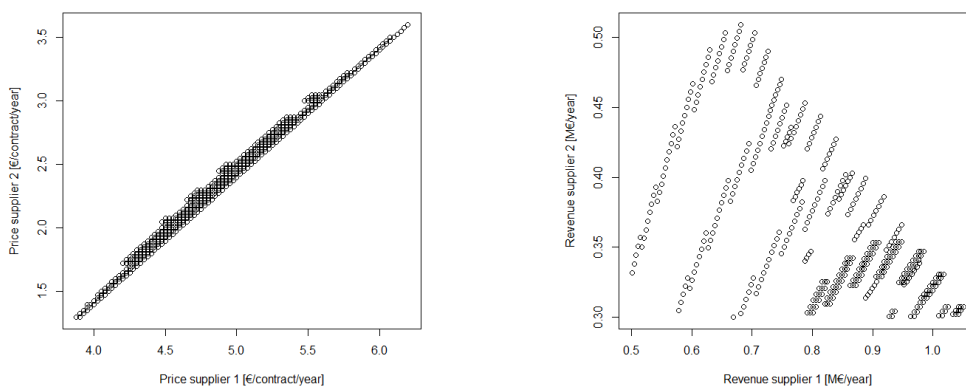 Price supplier 2 [€/contract/year]
3.5
3.0
2.5
2.0
1.5
4.0 4.5 5.0 5.5 6.0
Price supplier 1 [€/contract/year]
Revenue supplier 2 [M€/year]
0.50
0.45
0.40
0.35
0.30
0.5 0.6 0.7 0.8 0.9 1.0
Revenue supplier 1 [M€/year]